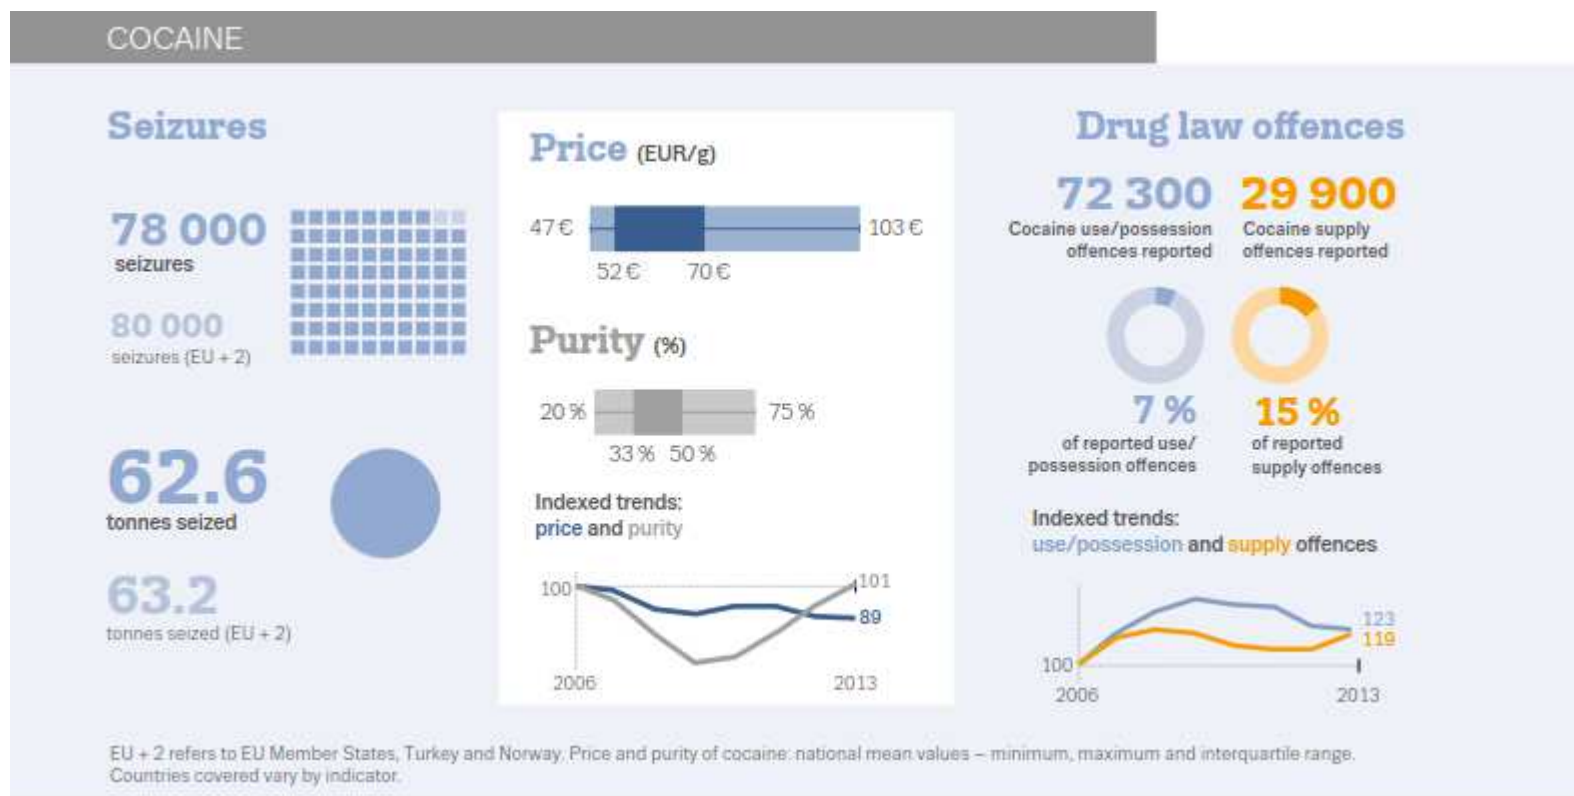 COCAINE
Seizures
78 000
seizures
80 000
seizures (EU + 2)
62.6
tonnes seized
63.2
tonnes seized (EU + 2)
Price (EUR/g)
47 € 103 €
52 € 70 €
Purity (%)
20 % 75 %
33 % 50 %
Indexed trends:
price and purity
100 101
89
2006 2013
Drug law offences
72 300 29 900
Cocaine use/possession Cocaine supply
offences reported offences reported
7 % 15 %
of reported use/ of reported
possession offences supply offences
Indexed trends:
use/possession and supply offences
123
119
100
2006 2013
EU + 2 refers to EU Member States, Turkey and Norway. Price and purity of cocaine: national mean values – minimum, maximum and interquartile range.
Countries covered vary by indicator.